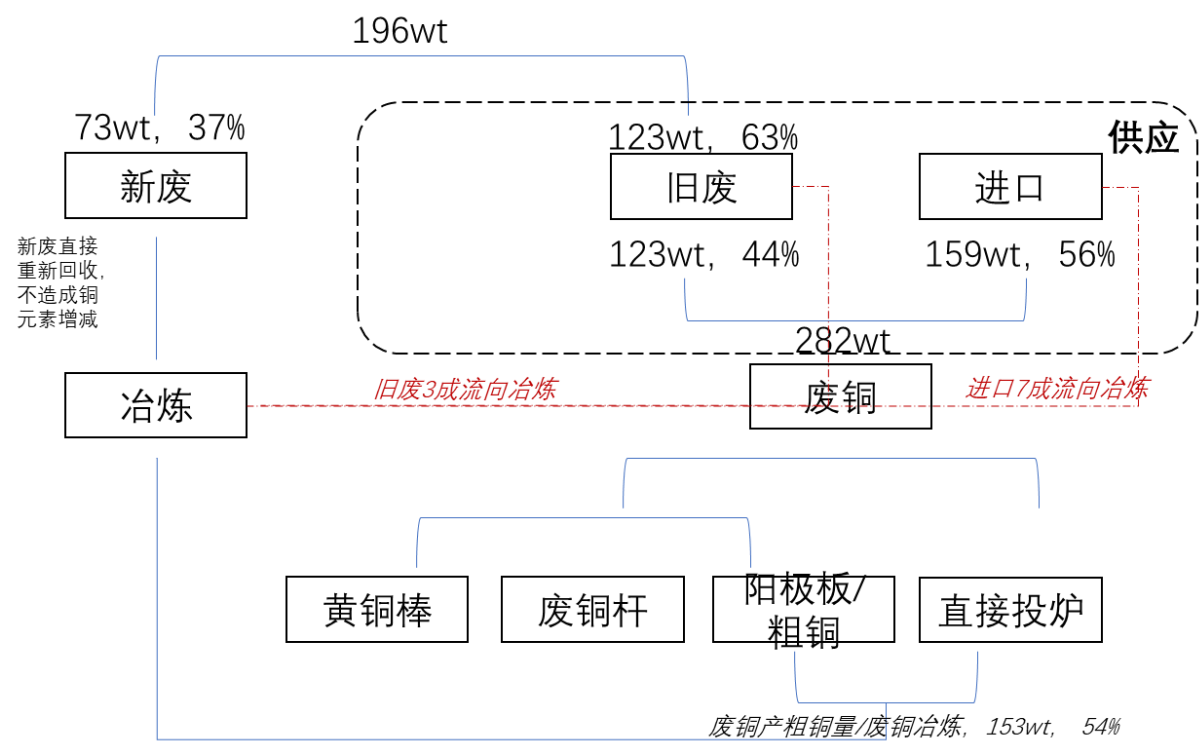 196wt
73wt, 37%
123wt, 63%
供应
新废
旧废
进口
新废直接
重新回收,
不造成铜
元素增减
123wt, 44%
159wt, 56%
282wt
冶炼
旧废3成流向冶炼
废铜
进口7成流向冶炼
黄铜棒
废铜杆
阳极板/
粗铜
直接投炉
废铜产粗铜量/废铜冶炼, 153wt, 54%